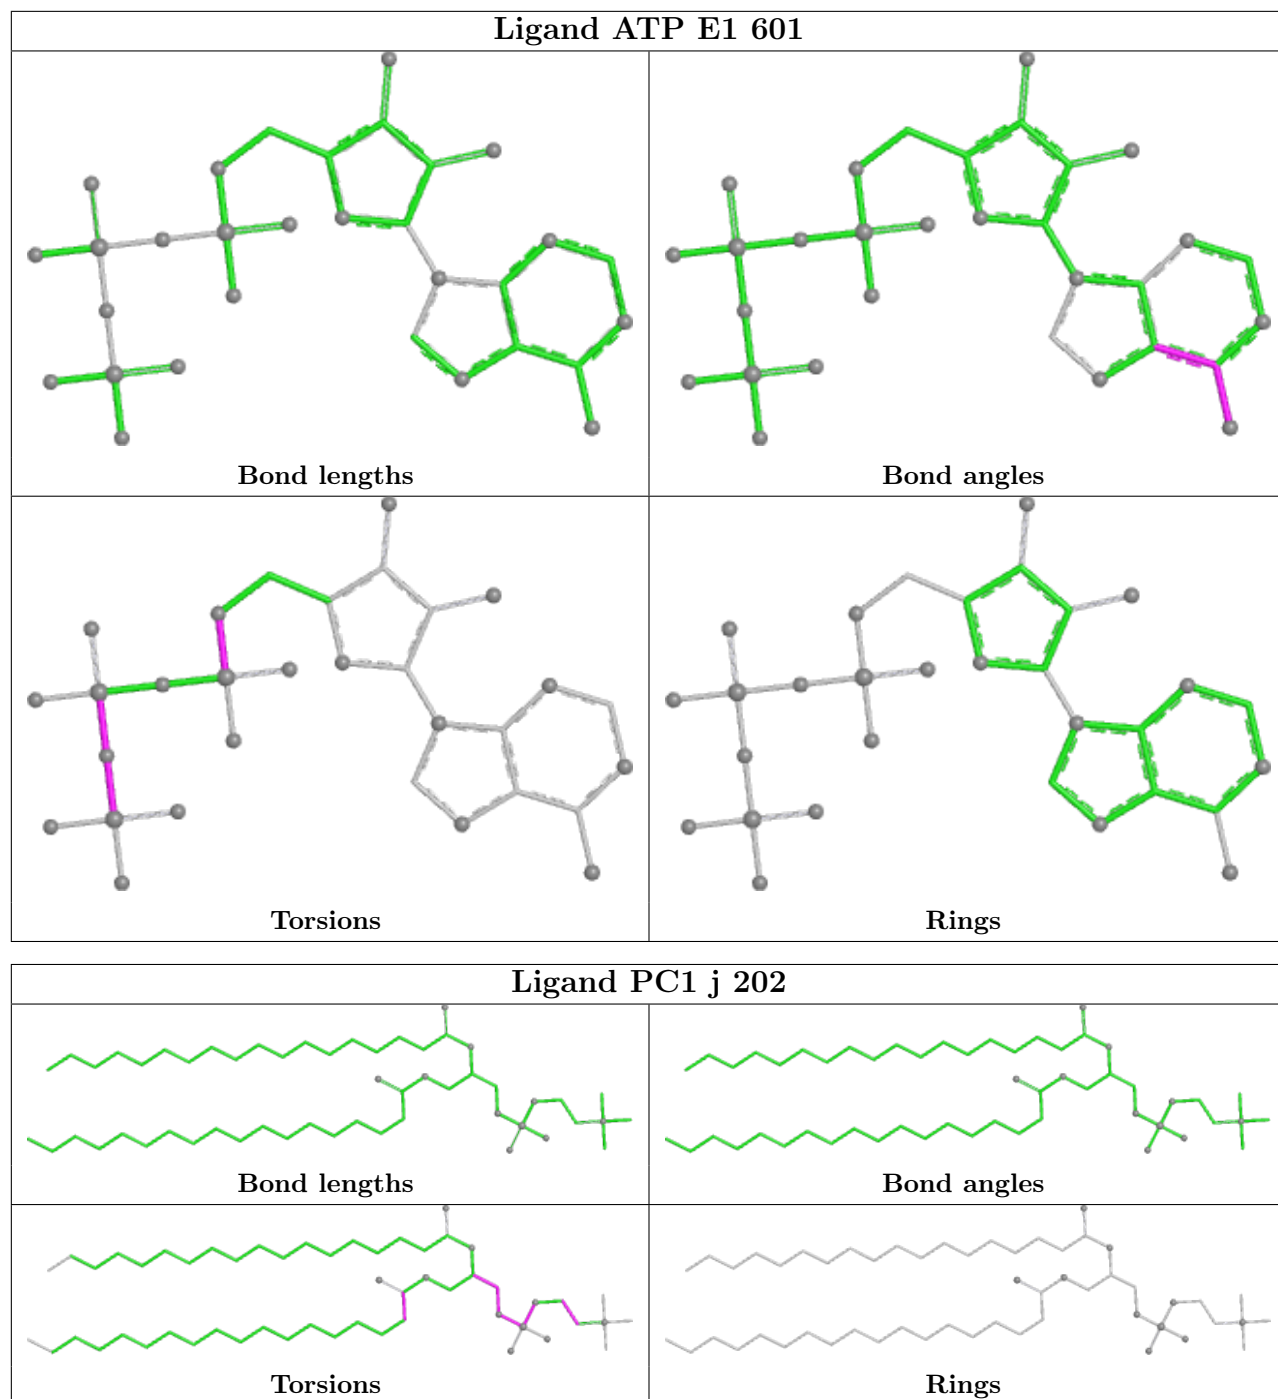 Ligand ATP E1 601
Bond lengths
Bond angles
Torsions
Rings
Ligand PC1 j 202
Bond lengths
Bond angles
Torsions
Rings